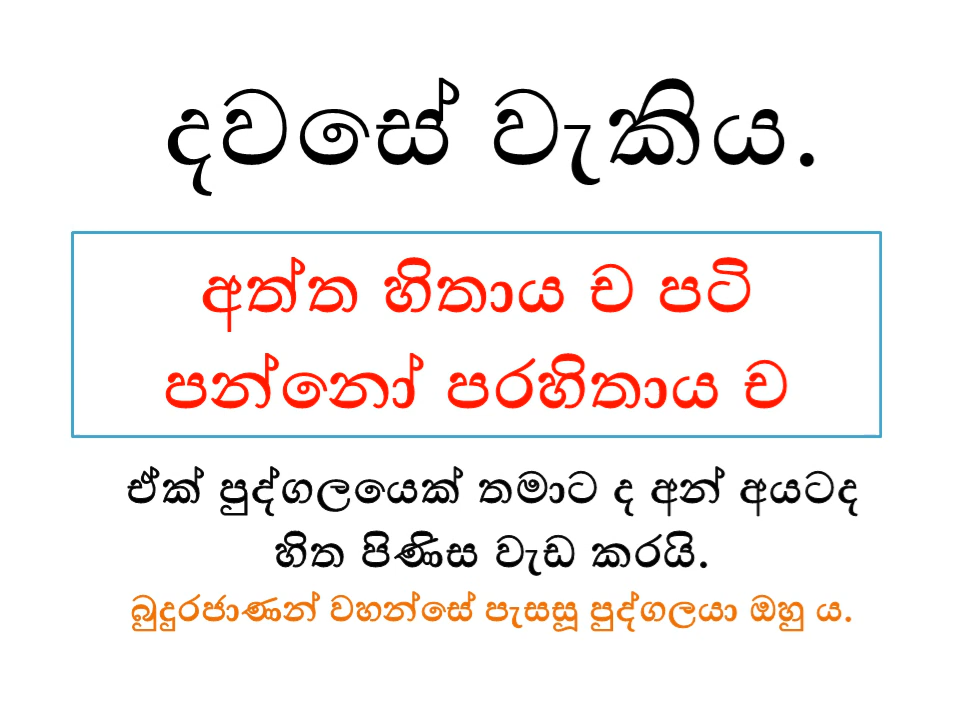 දවසේ වැකිය.
අත්ත හිතාය ච පටි
පන්නෝ පරහිතාය ච
ඒක් පුද්ගලයෙක් තමාට ද අන් අයටද
හිත පිණිස වැඩ කරයි.
බුදුරජාණන් වහන්සේ පැසසූ පුද්ගලයා ඔහු ය.